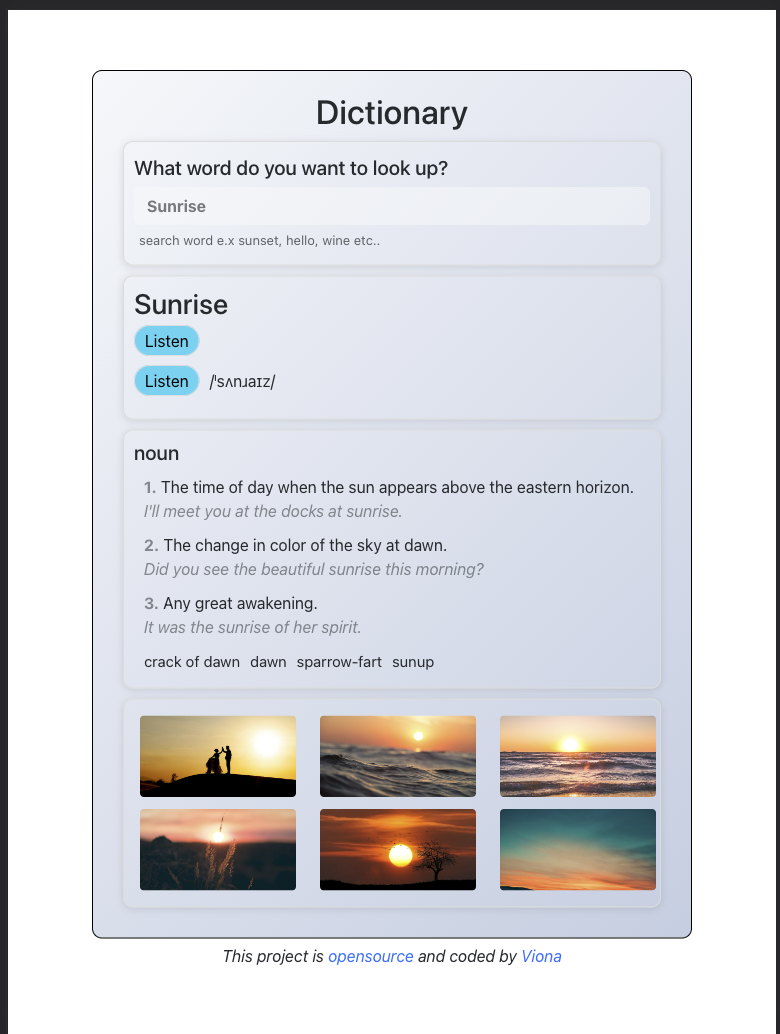 Dictionary
What word do you want to look up?
Sunrise
search word e.x sunset, hello, wine etc..
Sunrise
Listen
Listen /ˈsʌnɹaɪz/
noun
1. The time of day when the sun appears above the eastern horizon.
I'll meet you at the docks at sunrise.
2. The change in color of the sky at dawn.
Did you see the beautiful sunrise this morning?
3. Any great awakening.
It was the sunrise of her spirit.
crack of dawn dawn sparrow-fart sunup
This project is opensource and coded by Viona